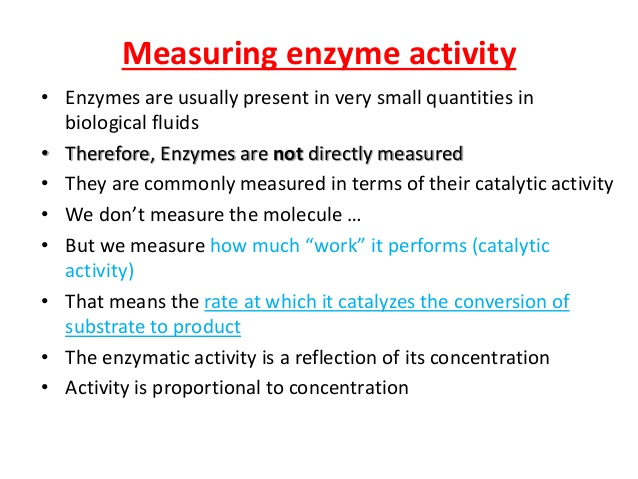 Measuring enzyme activity
• Enzymes are usually present in very small quantities in
biological fluids
• Therefore, Enzymes are not directly measured
• They are commonly measured in terms of their catalytic activity
• We don’t measure the molecule …
• But we measure how much “work” it performs (catalytic
activity)
• That means the rate at which it catalyzes the conversion of
substrate to product
• The enzymatic activity is a reflection of its concentration
• Activity is proportional to concentration